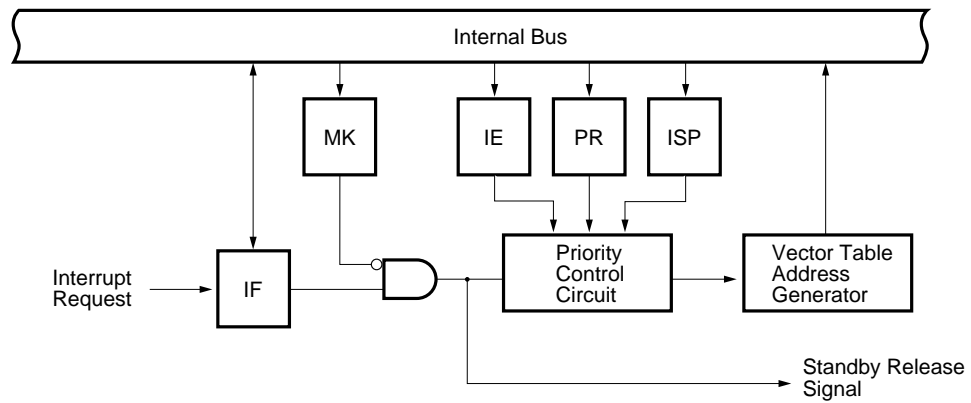 Internal Bus
MK
IE
PR
ISP
Interrupt
Request
IF
Priority
Control
Circuit
Vector Table
Address
Generator
Standby Release
Signal